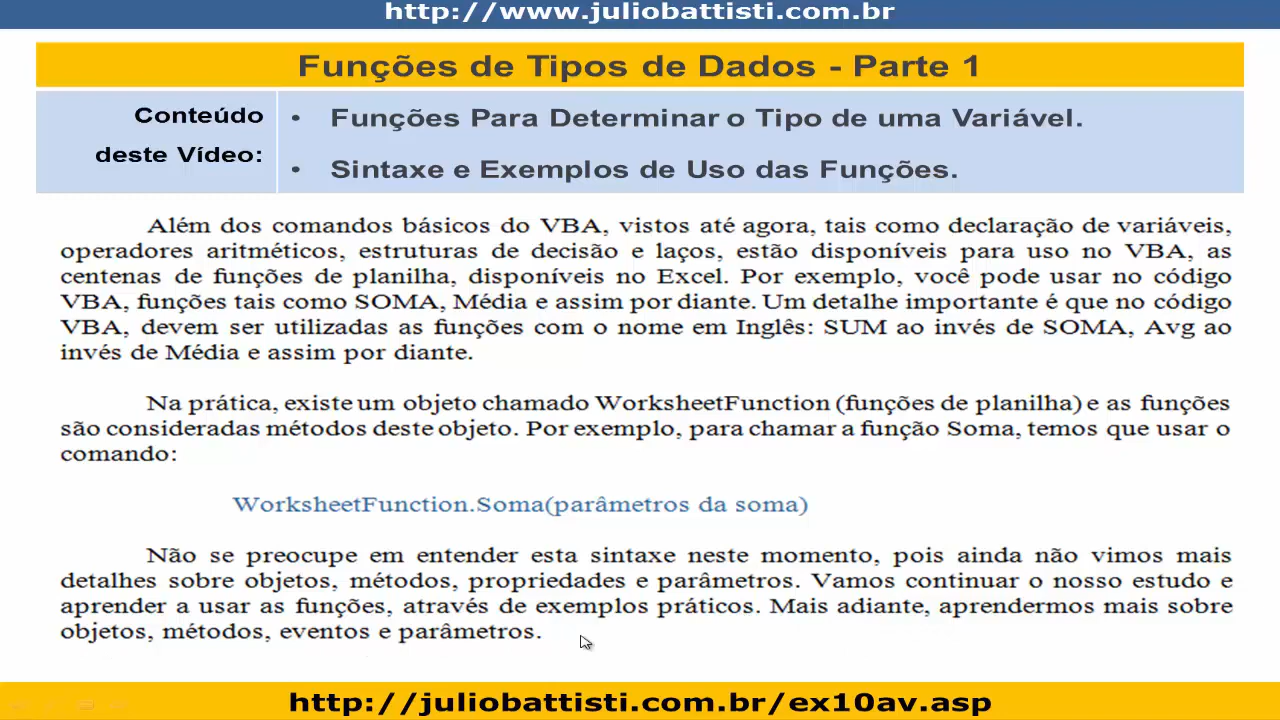 http://www.juliobattisti.com.br
Funções de Tipos de Dados - Parte 1
Conteúdo
deste Vídeo:
• Funções Para Determinar o Tipo de uma Variável.
• Sintaxe e Exemplos de Uso das Funções.
Além dos comandos básicos do VBA, vistos até agora, tais como declaração de variáveis,
operadores aritméticos, estruturas de decisão e laços, estão disponíveis para uso no VBA, as
centenas de funções de planilha, disponíveis no Excel. Por exemplo, você pode usar no código
VBA, funções tais como SOMA, Média e assim por diante. Um detalhe importante é que no código
VBA, devem ser utilizadas as funções com o nome em Inglês: SUM ao invés de SOMA, Avg ao
invés de Média e assim por diante.
Na prática, existe um objeto chamado WorksheetFunction (funções de planilha) e as funções
são consideradas métodos deste objeto. Por exemplo, para chamar a função Soma, temos que usar o
comando:
WorksheetFunction.Soma(parâmetros da soma)
Não se preocupe em entender esta sintaxe neste momento, pois ainda não vimos mais
detalhes sobre objetos, métodos, propriedades e parâmetros. Vamos continuar o nosso estudo e
aprender a usar as funções, através de exemplos práticos. Mais adiante, aprendermos mais sobre
objetos, métodos, eventos e parâmetros.
http://juliobattisti.com.br/ex10av.asp